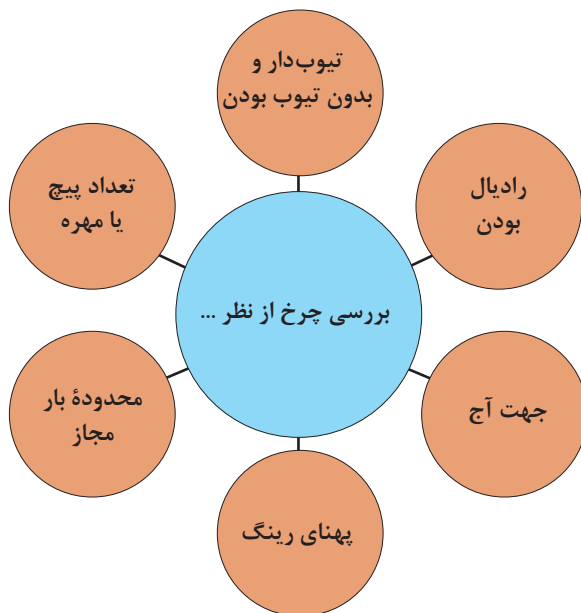 تیوب‌دار و
بدون تیوب بودن
رادیال
بودن
جهت آج
پهنای رینگ
محدودۀ بار
مجاز
تعداد پیچ
یا مهره
بررسی چرخ از نظر ...